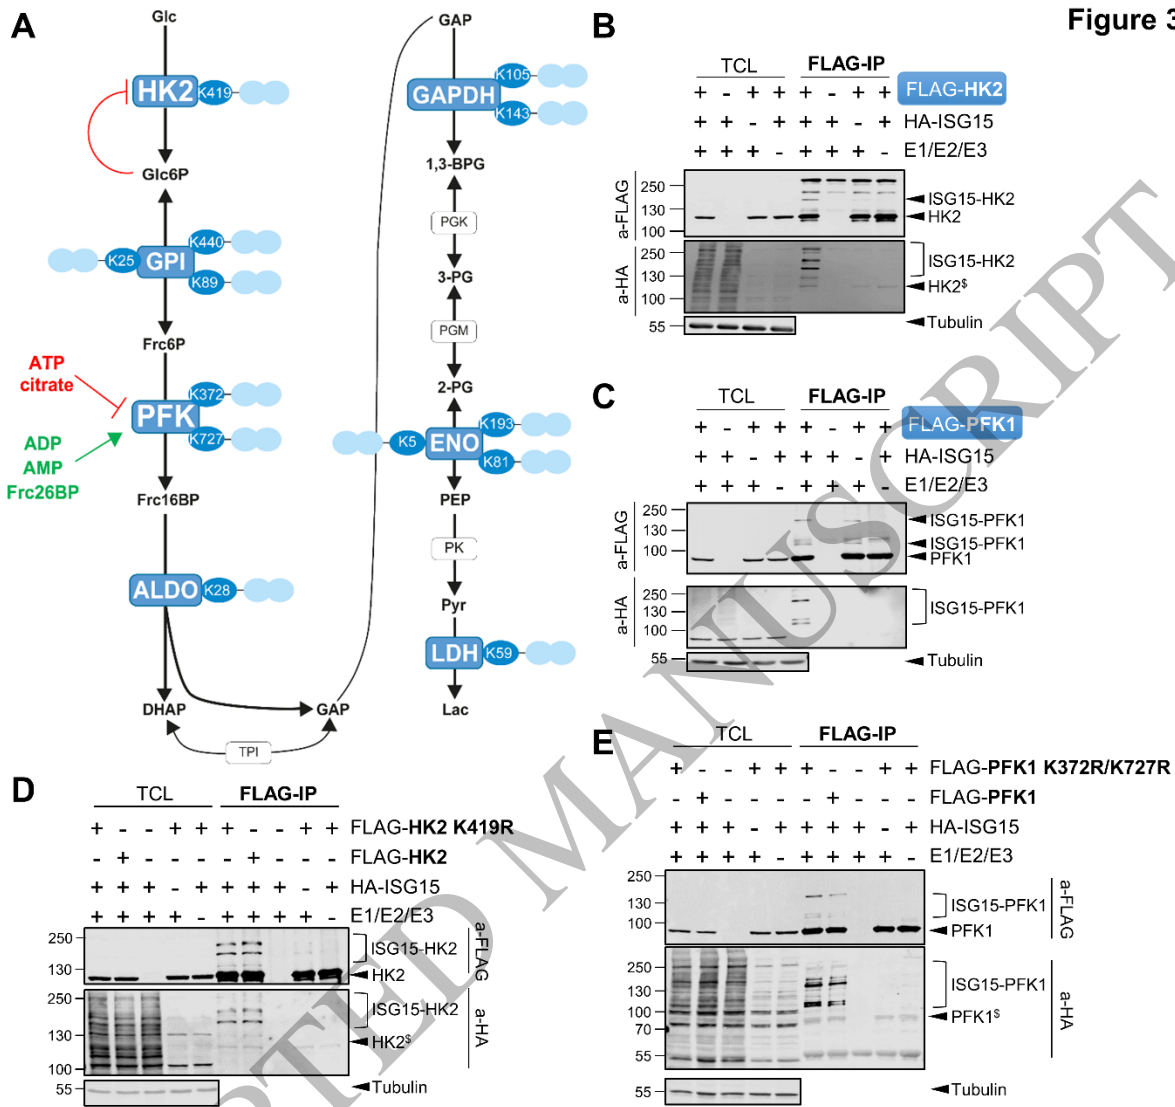 Figure 3
A
Glc
HK2 K419
Glc6P
K440
K25 GPI
K89
Frc6P
ATP
citrate
K372
PFK
K727
ADP
AMP
Frc26BP
Frc16BP
ALDO K28
DHAP
GAP
TPI
GAP
K105
GAPDH
K143
1,3-BPG
PGK
3-PG
PGM
2-PG
K193
K5 ENO
K81
PEP
PK
Pyr
LDH K59
Lac
B
TCL FLAG-IP
+ - + + + - + + FLAG-HK2
+ + - + + + - + HA-ISG15
+ + + - + + + - E1/E2/E3
a-FLAG
250
130
100
ISG15-HK2
HK2
a-HA
250
130
100
ISG15-HK2
HK2$
55
Tubulin
C
TCL FLAG-IP
+ - + + + - + + FLAG-PFK1
+ + - + + + - + HA-ISG15
+ + + - + + + - E1/E2/E3
a-FLAG
250
130
100
ISG15-PFK1
ISG15-PFK1
PFK1
a-HA
250
130
100
ISG15-PFK1
55
Tubulin
D
TCL FLAG-IP
+ - - + + + - - + + FLAG-HK2 K419R
- + - - - - + - - - FLAG-HK2
+ + + - + + + + - + HA-ISG15
+ + + + - + + + + - E1/E2/E3
250
130
ISG15-HK2
HK2
a-FLAG
250
130
100
ISG15-HK2
HK2$
a-HA
55
Tubulin
E
TCL FLAG-IP
+ - - + + + - - + + FLAG-PFK1 K372R/K727R
- + - - - - + - - - FLAG-PFK1
+ + + - + + + + - + HA-ISG15
+ + + + - + + + + - E1/E2/E3
250
130
100
ISG15-PFK1
PFK1
a-FLAG
250
130
100
70
55
ISG15-PFK1
PFK1$
a-HA
55
Tubulin
RTED MANUSCRIPT